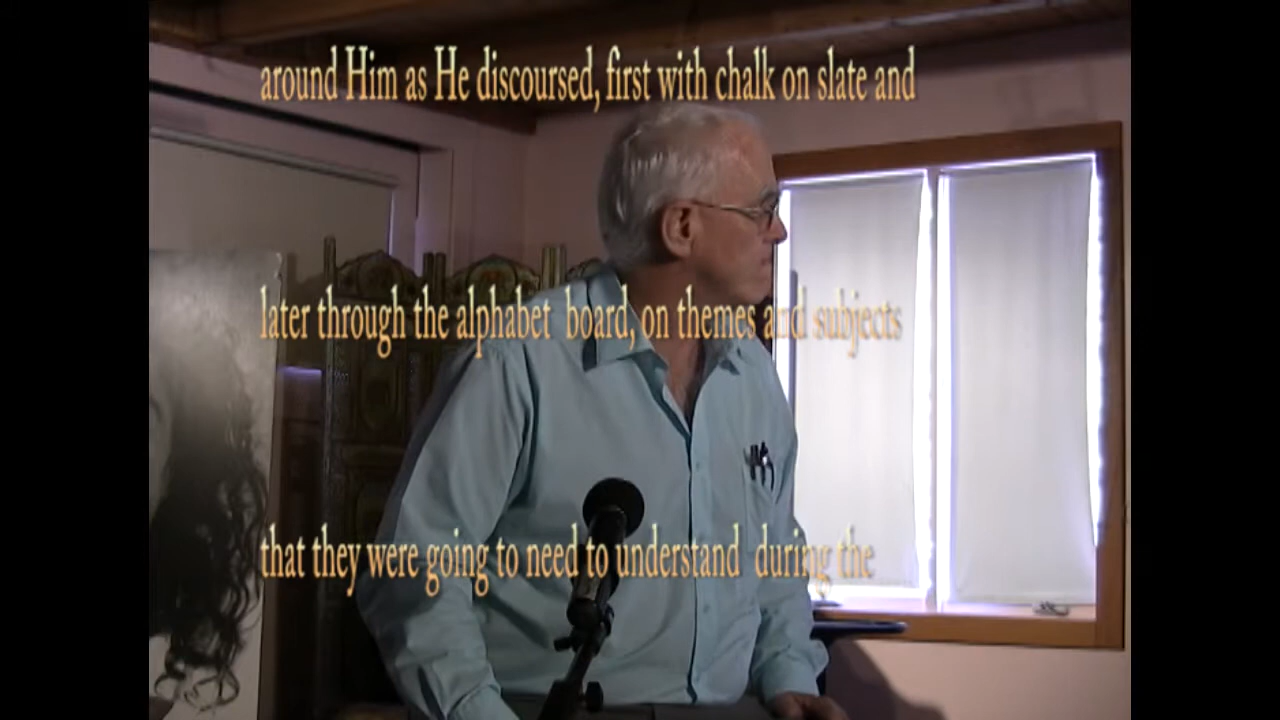 around Him as He discoursed, first with chalk on slate and
later through the alphabet board, on themes and subjects
that they were going to need to understand during the